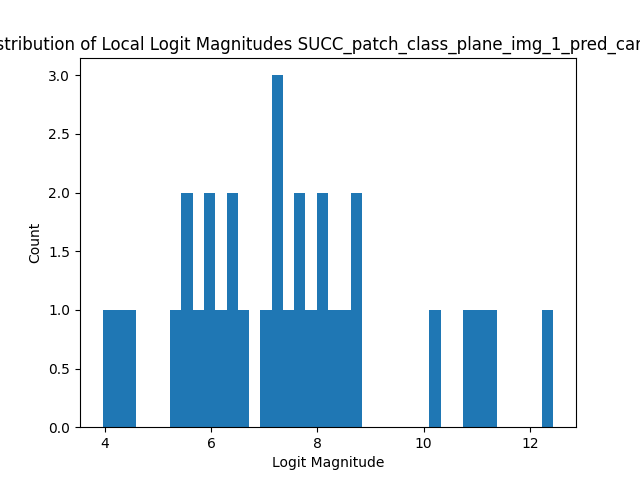 stribution of Local Logit Magnitudes SUCC_patch_class_plane_img_1_pred_car
3.0
2.5
2.0
1.5
1.0
0.5
0.0
Count
4 6 8 10 12
Logit Magnitude